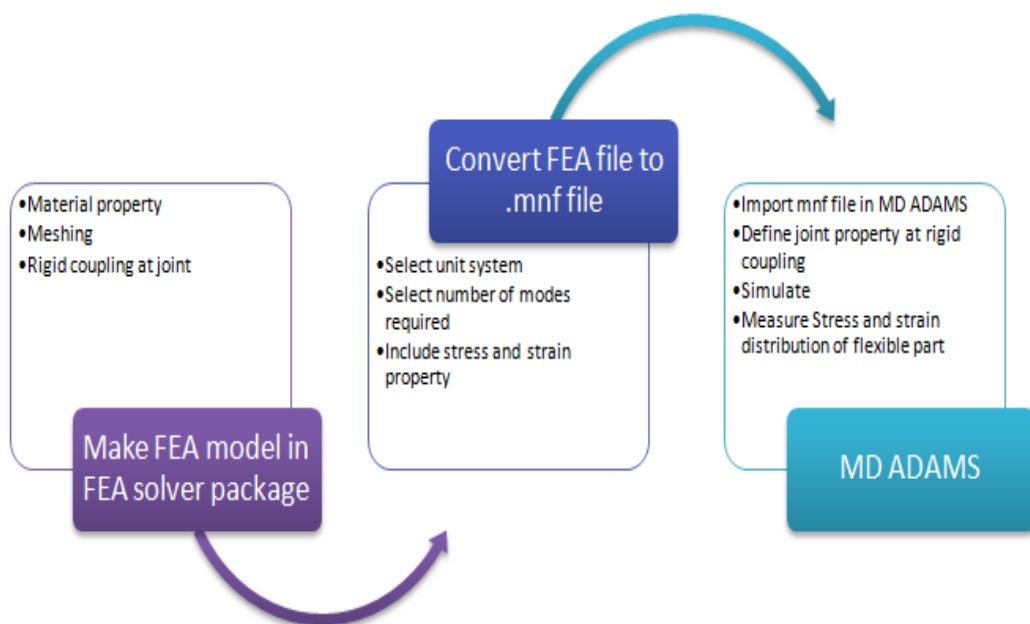 •Material property
•Meshing
•Rigid coupling at joint
Make FEA model in
FEA solver package
Convert FEA file to
.mnf file
•Select unit system
•Select number of modes
required
•Include stress and strain
property
•Import mnf file in MD ADAMS
•Define joint property at rigid
coupling
•Simulate
•Measure Stress and strain
distribution of flexible part
MD ADAMS